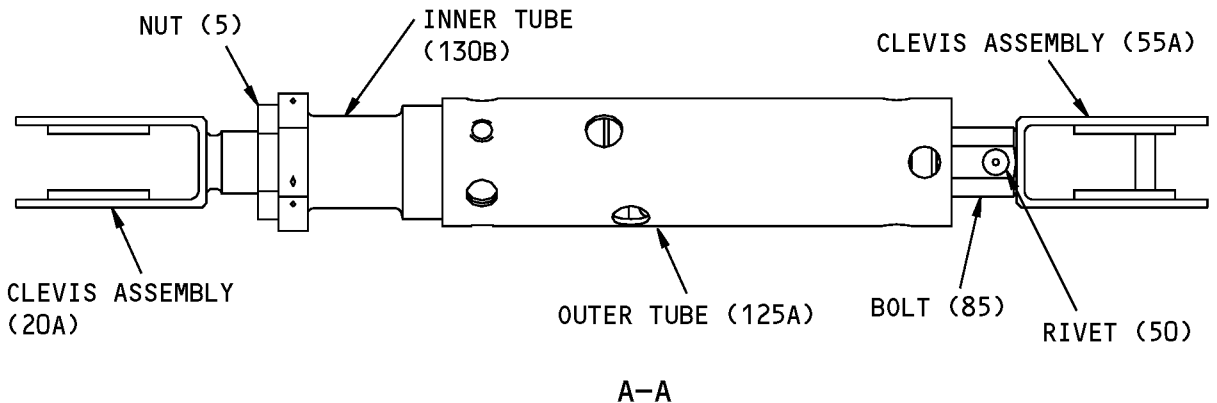 NUT (5)
INNER TUBE
(130B)
CLEVIS ASSEMBLY (55A)
CLEVIS ASSEMBLY
(20A)
OUTER TUBE (125A)
BOLT (85)
RIVET (50)
A-A